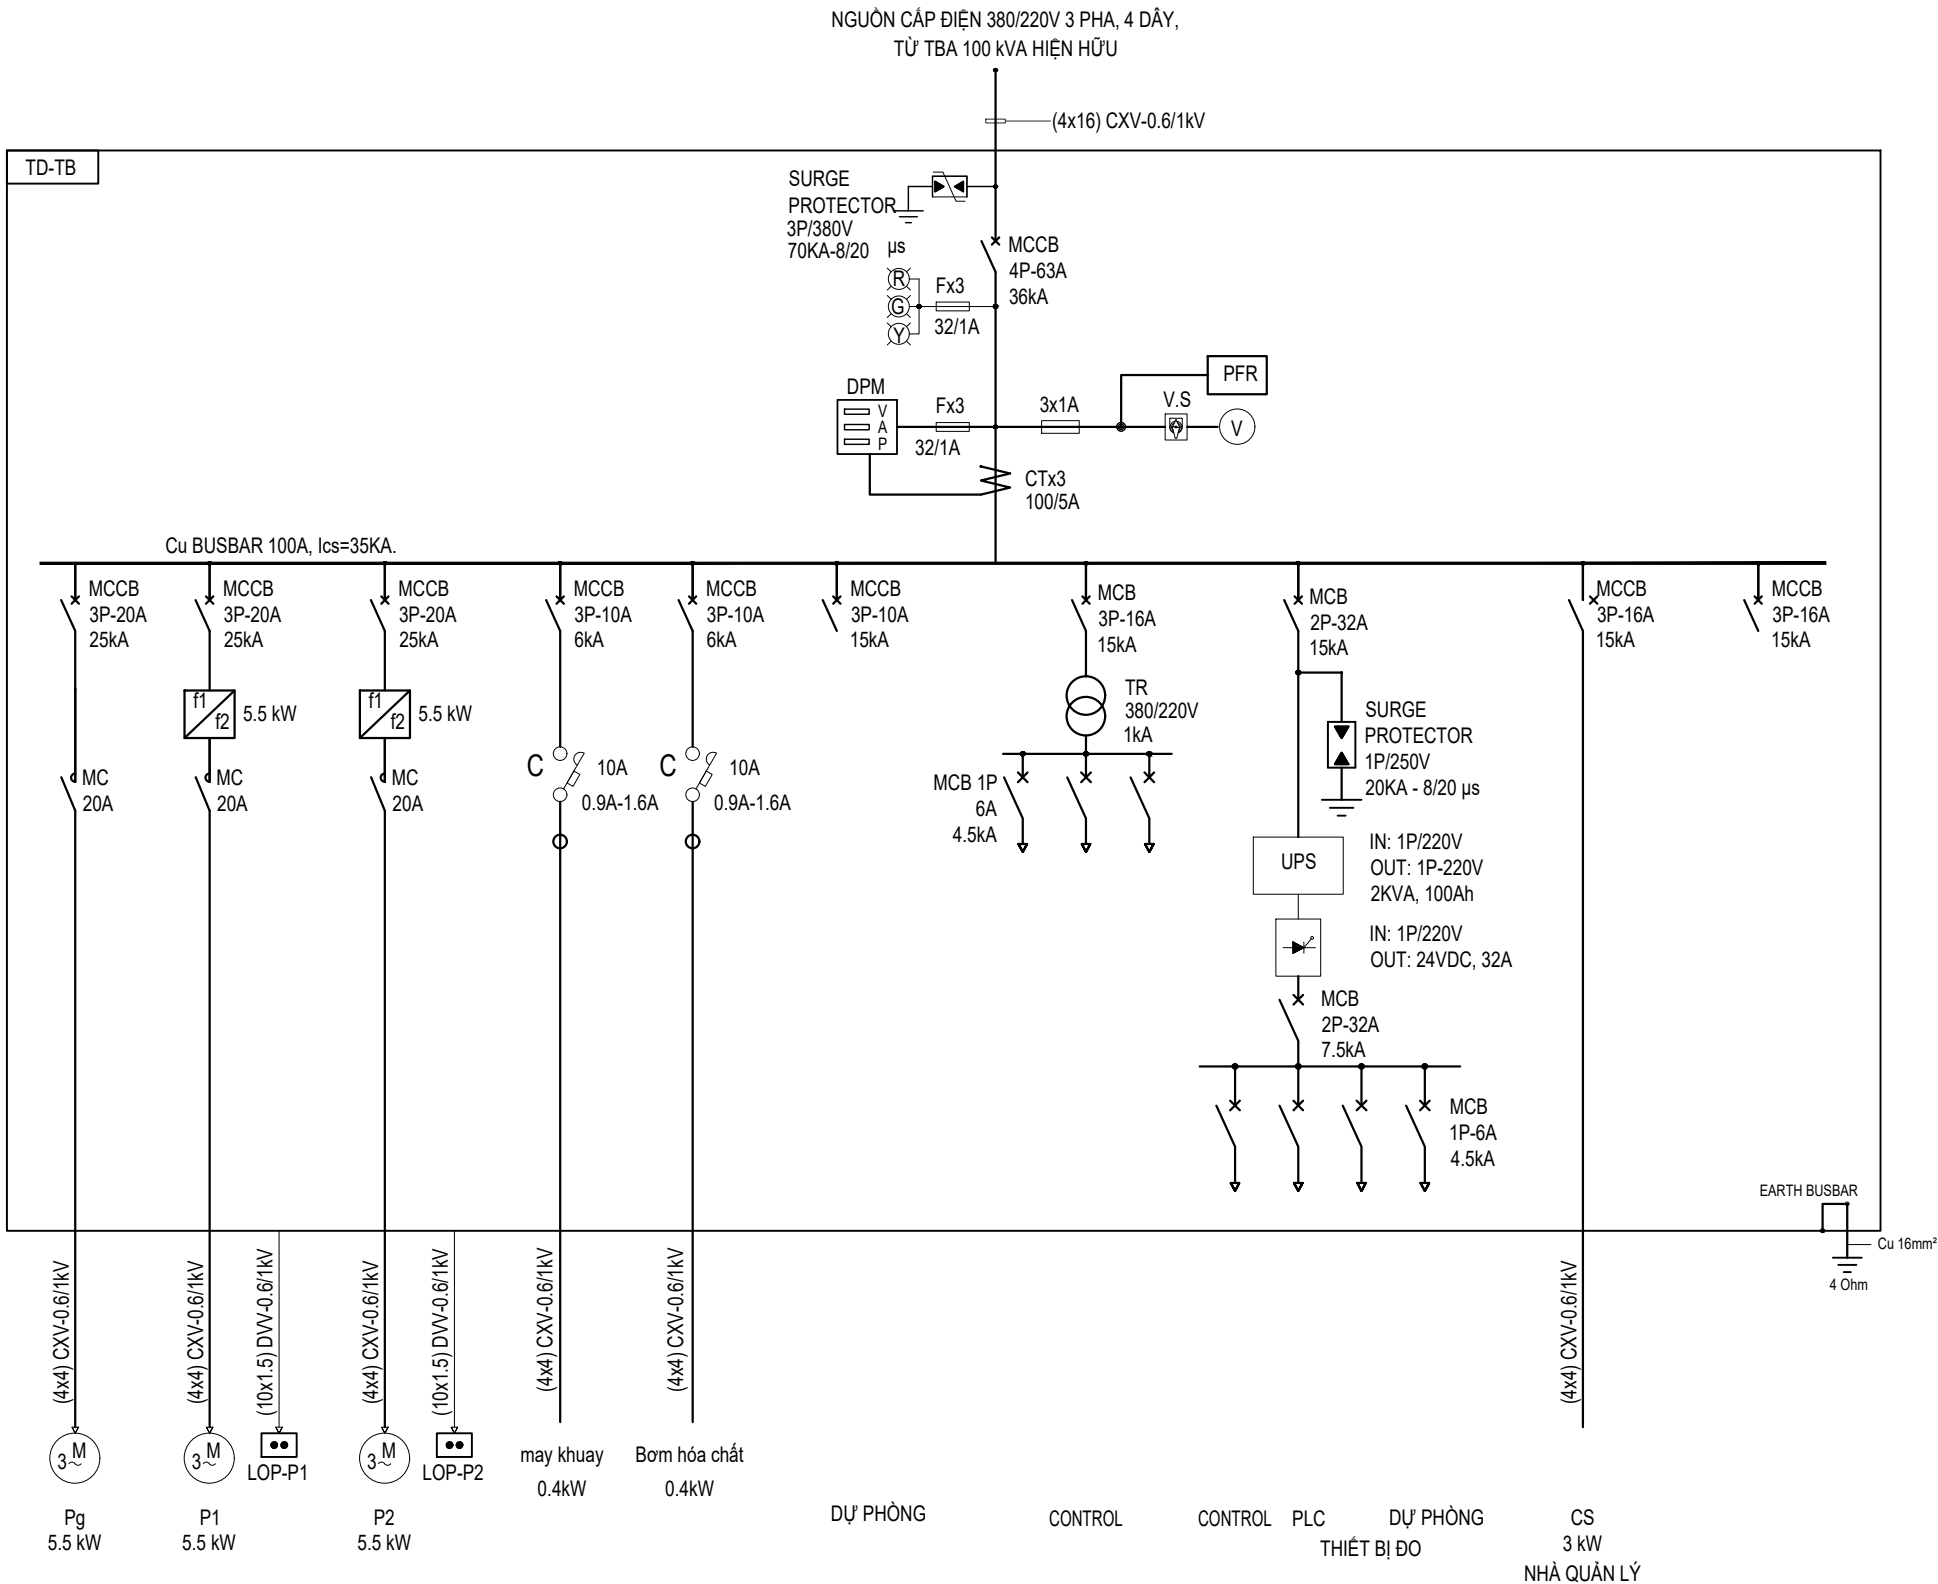 NGUỒN CẤP ĐIỆN 380/220V 3 PHA, 4 DÂY,
TỪ TBA 100 kVA HIỆN HỮU
(4x16) CXV-0.6/1kV
TD-TB
SURGE
PROTECTOR
3P/380V
70KA-8/20 µs
MCCB
4P-63A
36kA
R
G
Y
Fx3
32/1A
PFR
DPM
V
A
P
Fx3
32/1A
3x1A
V.S
V
CTx3
100/5A
Cu BUSBAR 100A, Ics=35KA.
MCCB
3P-20A
25kA
MCCB
3P-20A
25kA
MCCB
3P-20A
25kA
MCCB
3P-10A
6kA
MCCB
3P-10A
6kA
MCCB
3P-10A
15kA
MCB
3P-16A
15kA
MCB
2P-32A
15kA
MCCB
3P-16A
15kA
MCCB
3P-16A
15kA
f1
f2
5.5 kW
f1
f2
5.5 kW
MC
20A
MC
20A
MC
20A
C
10A
0.9A-1.6A
C
10A
0.9A-1.6A
TR
380/220V
1kA
MCB 1P
6A
4.5kA
SURGE
PROTECTOR
1P/250V
20KA - 8/20 µs
UPS
IN: 1P/220V
OUT: 1P-220V
2KVA, 100Ah
IN: 1P/220V
OUT: 24VDC, 32A
MCB
2P-32A
7.5kA
MCB
1P-6A
4.5kA
EARTH BUSBAR
Cu 16mm²
4 Ohm
(4x4) CXV-0.6/1kV
(4x4) CXV-0.6/1kV
(10x1.5) DVV-0.6/1kV
(4x4) CXV-0.6/1kV
(10x1.5) DVV-0.6/1kV
(4x4) CXV-0.6/1kV
(4x4) CXV-0.6/1kV
(4x4) CXV-0.6/1kV
M
3~
M
3~
LOP-P1
M
3~
LOP-P2
may khuay
0.4kW
Bơm hóa chất
0.4kW
Pg
5.5 kW
P1
5.5 kW
P2
5.5 kW
DỰ PHÒNG
CONTROL
CONTROL PLC
DỰ PHÒNG
THIẾT BỊ ĐO
CS
3 kW
NHÀ QUẢN LÝ